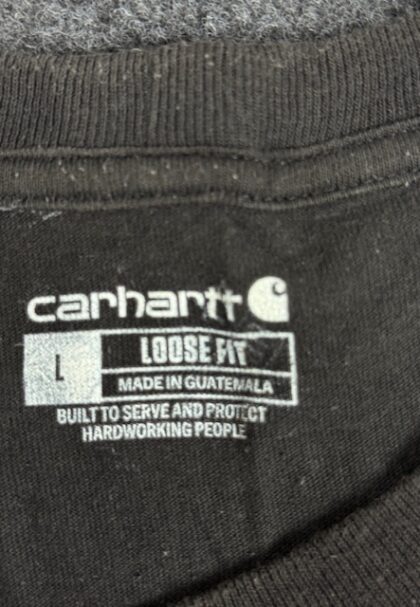 carhartt
L
LOOSE FIT
MADE IN GUATEMALA
BUILT TO SERVE AND PROTECT
HARDWORKING PEOPLE